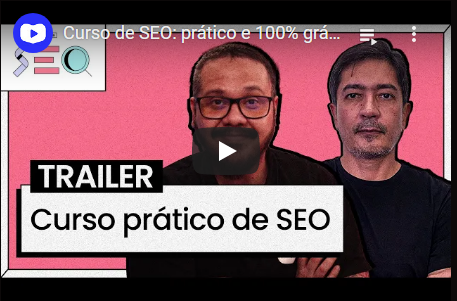 Curso de SEO: prático e 100% grá...
SEO
TRAILER
Curso prático de SEO